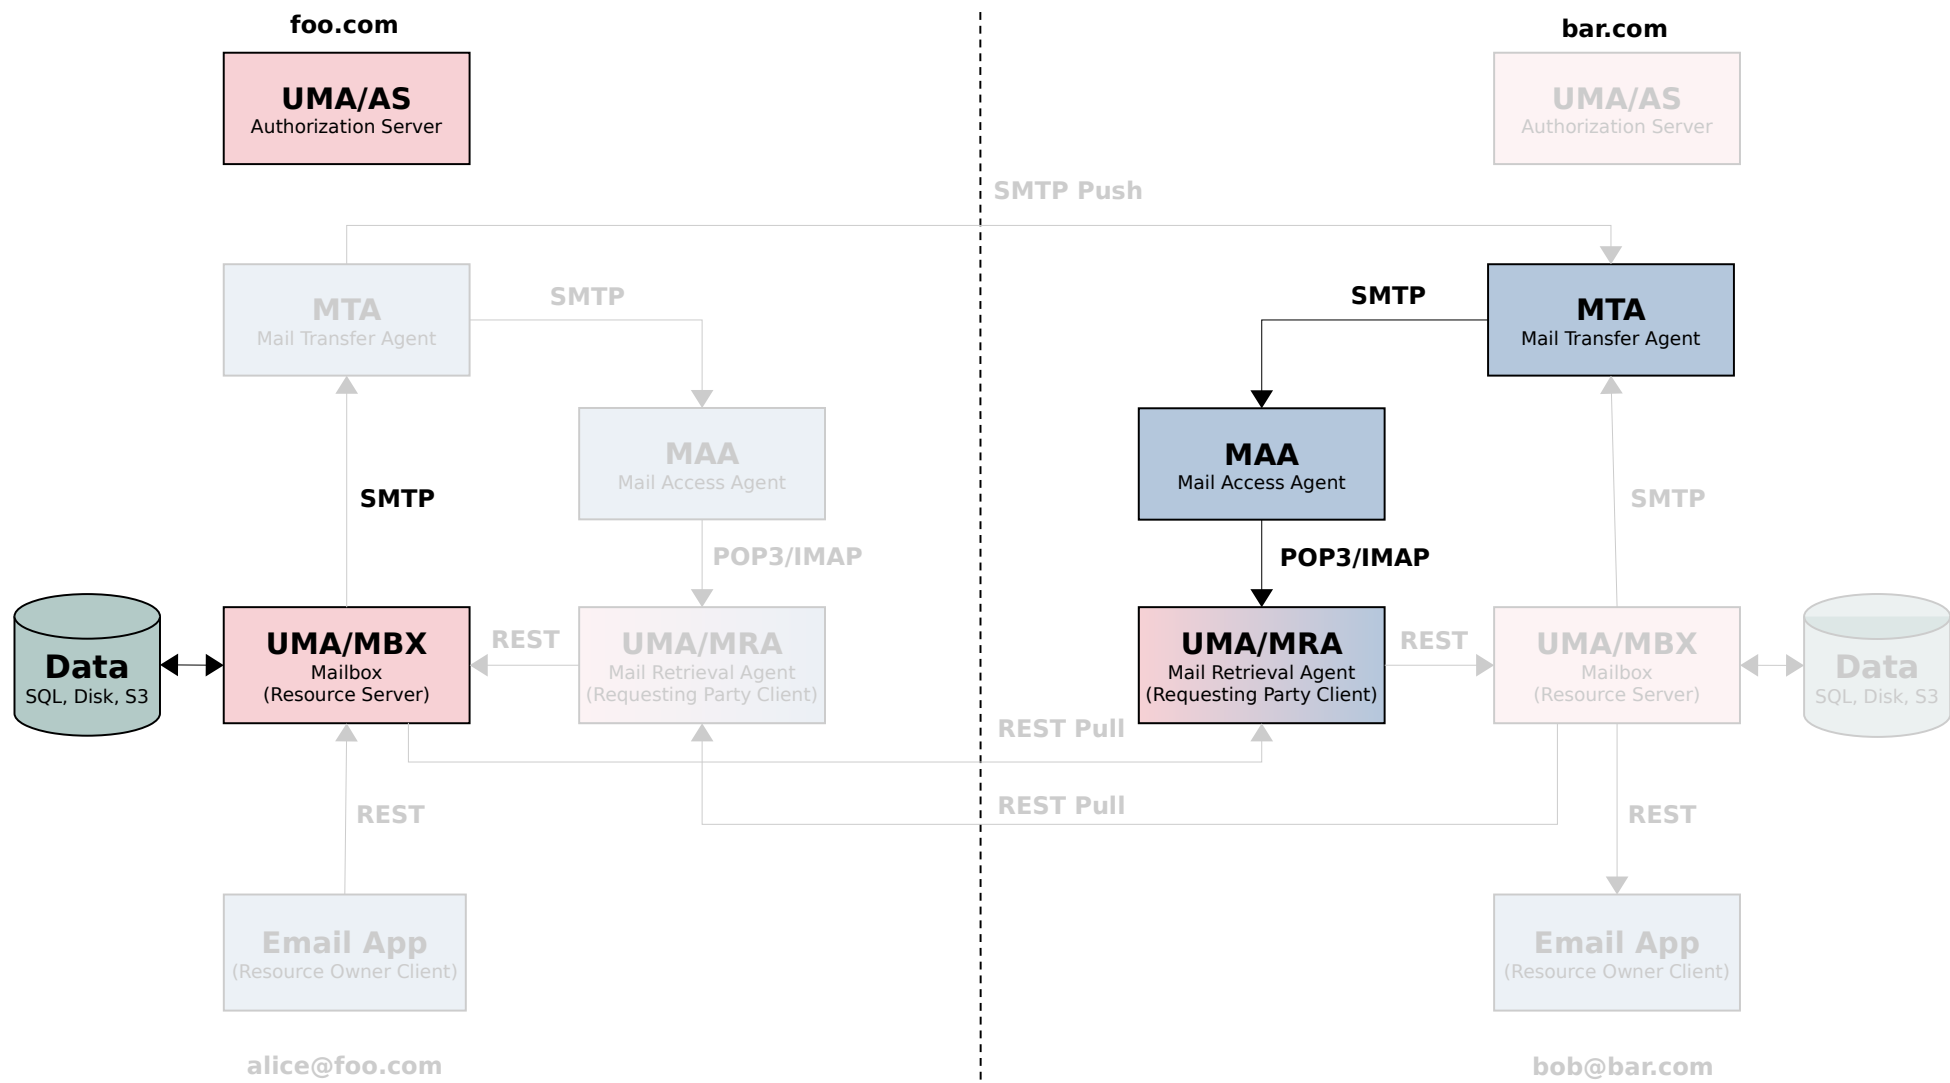 foo.com
bar.com
UMA/AS
Authorization Server
UMA/AS
Authorization Server
SMTP Push
MTA
Mail Transfer Agent
SMTP
SMTP
MTA
Mail Transfer Agent
MAA
Mail Access Agent
MAA
Mail Access Agent
SMTP
SMTP
POP3/IMAP
POP3/IMAP
Data
SQL, Disk, S3
UMA/MBX
Mailbox
(Resource Server)
REST
UMA/MRA
Mail Retrieval Agent
(Requesting Party Client)
UMA/MRA
Mail Retrieval Agent
(Requesting Party Client)
REST
UMA/MBX
Mailbox
(Resource Server)
Data
SQL, Disk, S3
REST Pull
REST Pull
REST
REST
Email App
(Resource Owner Client)
Email App
(Resource Owner Client)
alice@foo.com
bob@bar.com